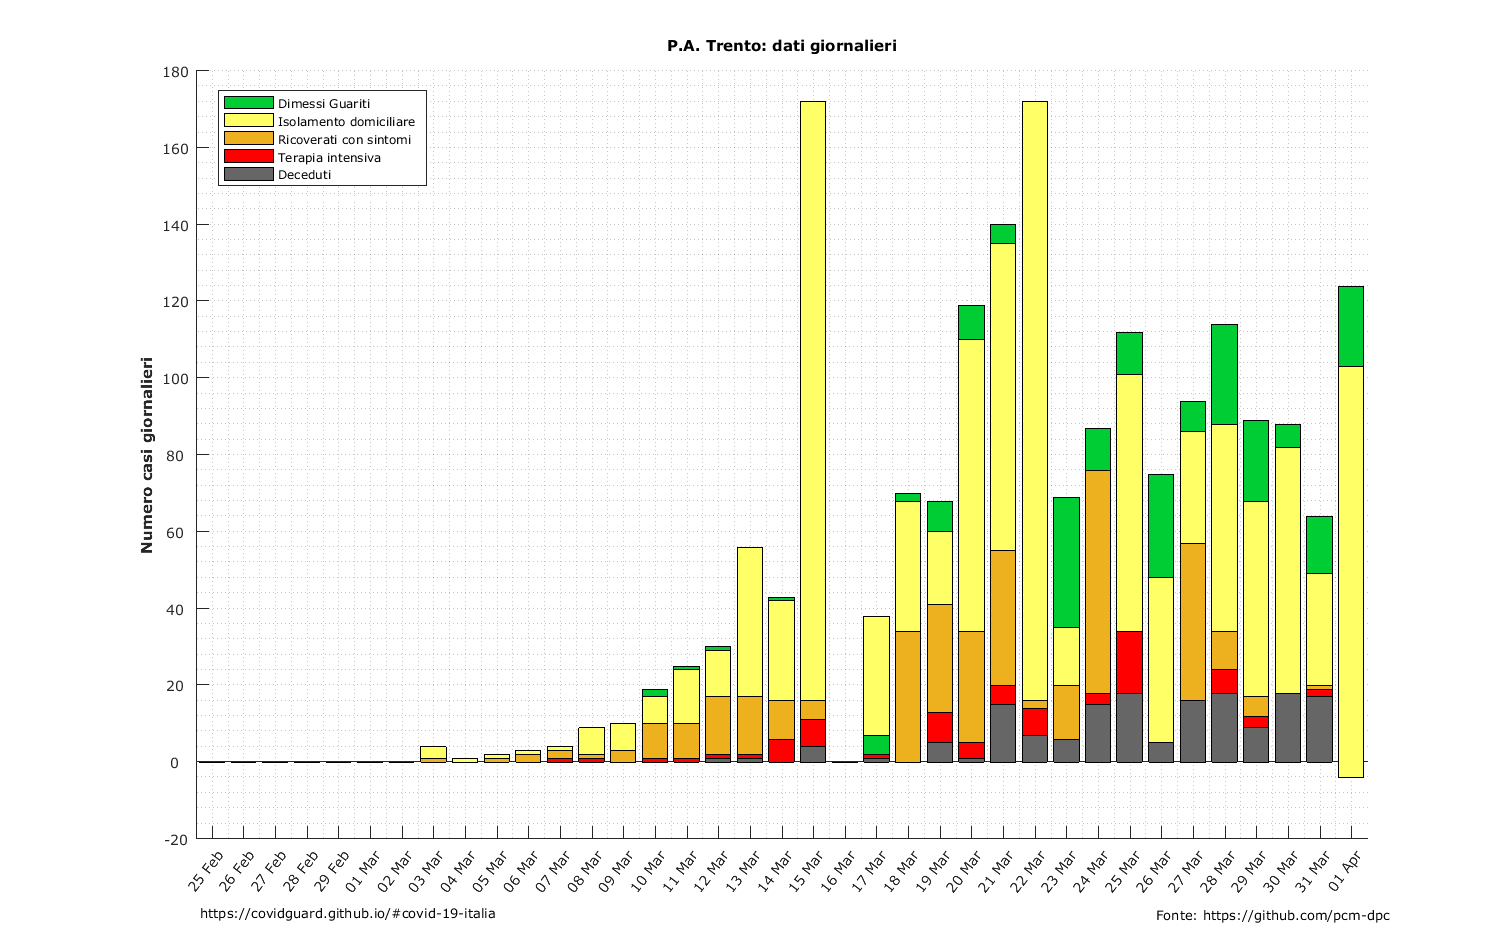 P.A. Trento: dati giornalieri
Numero casi giornalieri
180
160
140
120
100
80
60
40
20
0
-20
Dimessi Guariti
Isolamento domiciliare
Ricoverati con sintomi
Terapia intensiva
Deceduti
25 Feb
26 Feb
27 Feb
28 Feb
29 Feb
01 Mar
02 Mar
03 Mar
04 Mar
05 Mar
06 Mar
07 Mar
08 Mar
09 Mar
10 Mar
11 Mar
12 Mar
13 Mar
14 Mar
15 Mar
16 Mar
17 Mar
18 Mar
19 Mar
20 Mar
21 Mar
22 Mar
23 Mar
24 Mar
25 Mar
26 Mar
27 Mar
28 Mar
29 Mar
30 Mar
31 Mar
01 Apr
https://covidguard.github.io/#covid-19-italia
Fonte: https://github.com/pcm-dpc